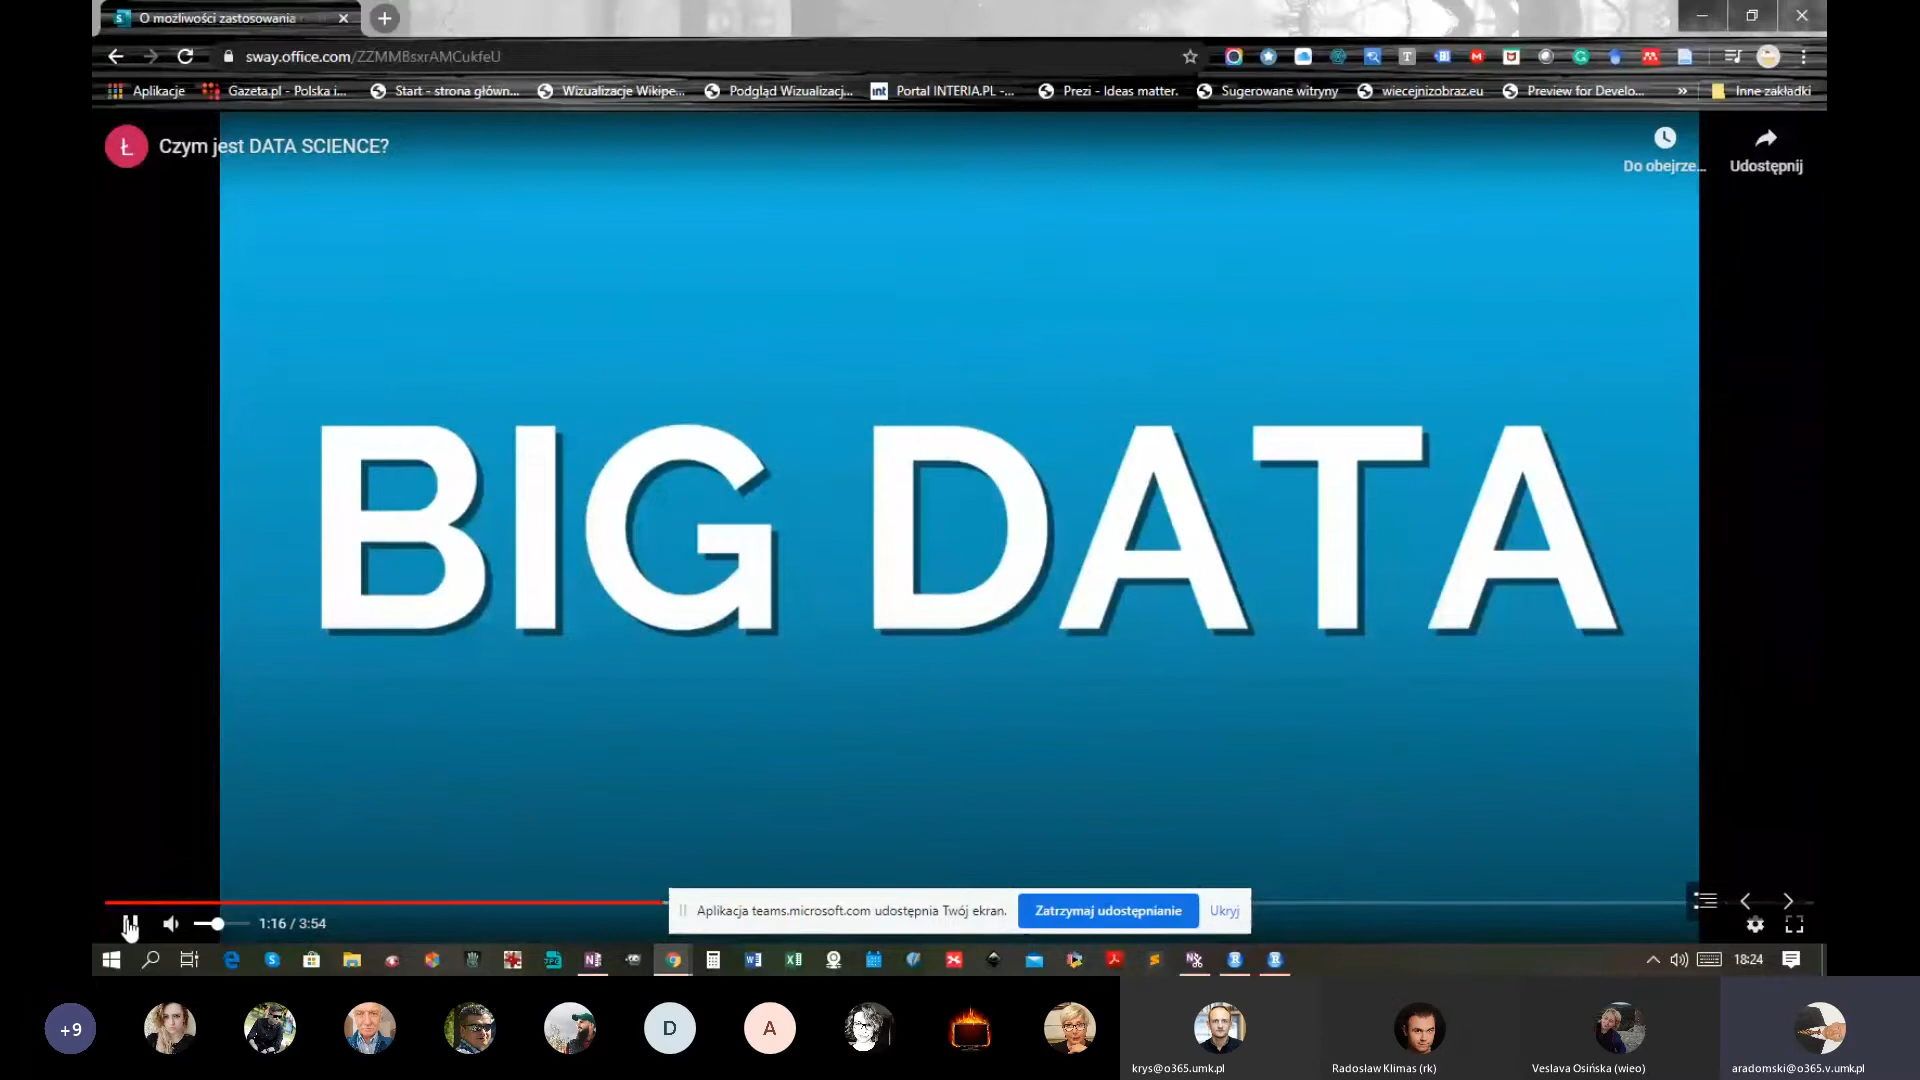 O możliwości zastosowania
sway.office.com/ZZMMBsxrAMCukfeU
Aplikacje
Gazeta.pl - Polska i...
Start - strona główn...
Wizualizacje Wikipe...
Podgląd Wizualizacj...
Portal INTERIA.PL -...
Prezi - Ideas matter.
Sugerowane witryny
wiecejnizobraz.eu
Preview for Develo...
Inne zakładki
Ł
Czym jest DATA SCIENCE?
Do obejrze...
Udostępnij
BIG DATA
Aplikacja teams.microsoft.com udostępnia Twój ekran.
Zatrzymaj udostępnianie
Ukryj
1:16 / 3:54
18:24
+9
D
A
krys@o365.umk.pl
Radosław Klimas (rk)
Veslava Osińska (wieo)
aradomski@o365.v.umk.pl